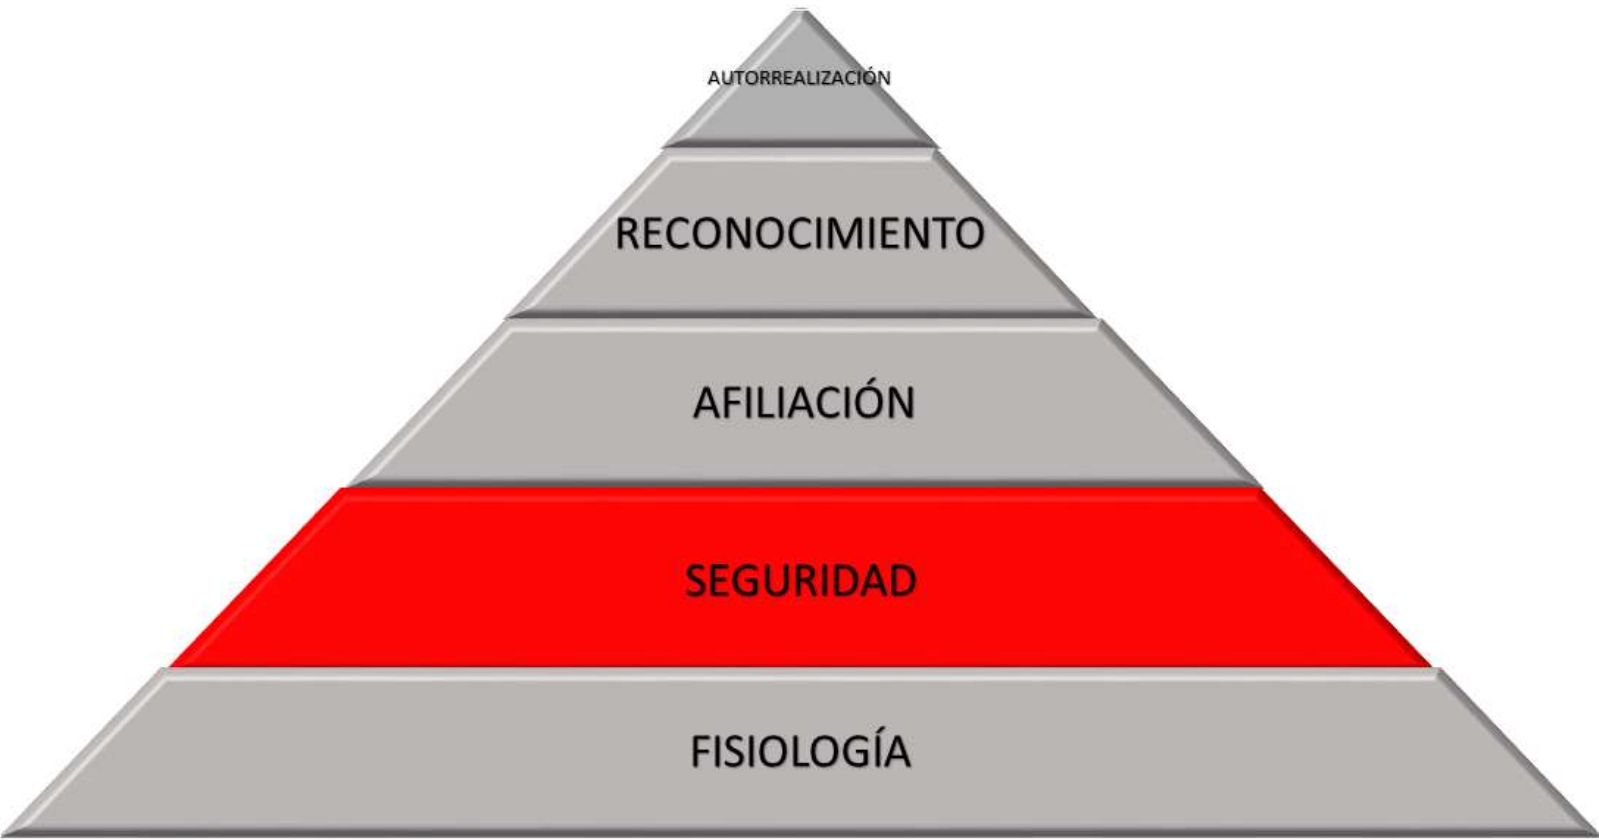 AUTORREALIZACIÓN
RECONOCIMIENTO
AFILIACIÓN
SEGURIDAD
FISIOLOGÍA